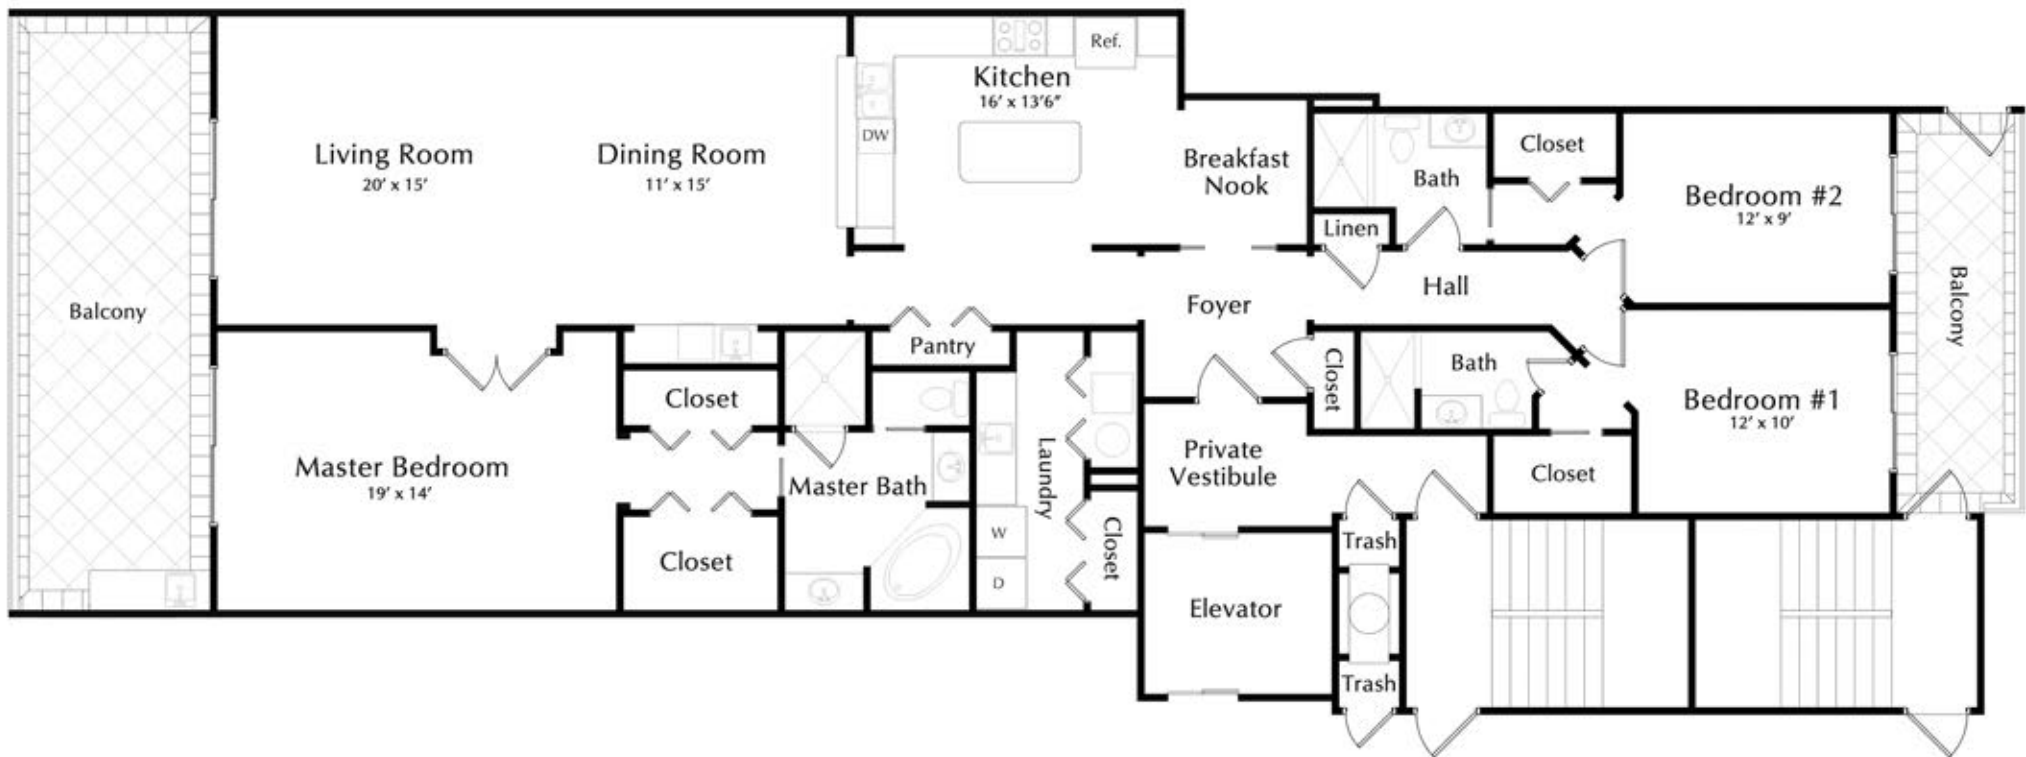 Ref.
Kitchen
16' x 13'6"
DW
Living Room
20' x 15'
Dining Room
11' x 15'
Breakfast
Nook
Bath
Closet
Linen
Bedroom #2
12' x 9'
Balcony
Balcony
Hall
Foyer
Pantry
Closet
Master Bedroom
19' x 14'
Closet
Master Bath
Closet
Laundry
W
D
Closet
Private
Vestibule
Closet
Bath
Bedroom #1
12' x 10'
Closet
Elevator
Trash
Trash